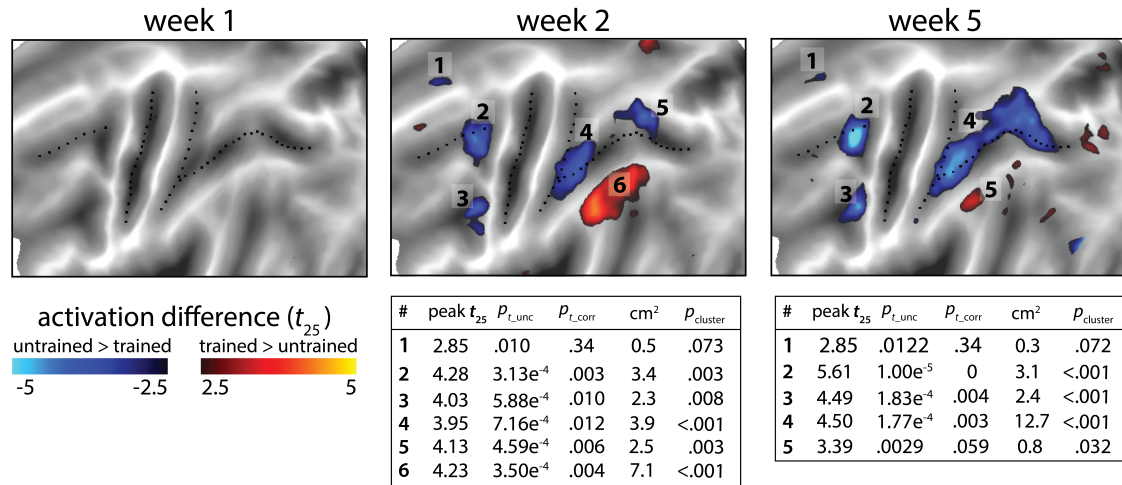 week 1
week 2
week 5
1
2
3
4
5
6
1
2
3
4
5
activation difference (t25)
untrained > trained
trained > untrained
-5
-2.5
2.5
5
# peak t25 pt_unc pt_corr cm² pcluster
1 2.85 .010 .34 0.5 .073
2 4.28 3.13e-4 .003 3.4 .003
3 4.03 5.88e-4 .010 2.3 .008
4 3.95 7.16e-4 .012 3.9 <.001
5 4.13 4.59e-4 .006 2.5 .003
6 4.23 3.50e-4 .004 7.1 <.001
# peak t25 pt_unc pt_corr cm² pcluster
1 2.85 .0122 .34 0.3 .072
2 5.61 1.00e-5 0 3.1 <.001
3 4.49 1.83e-4 .004 2.4 <.001
4 4.50 1.77e-4 .003 12.7 <.001
5 3.39 .0029 .059 0.8 .032